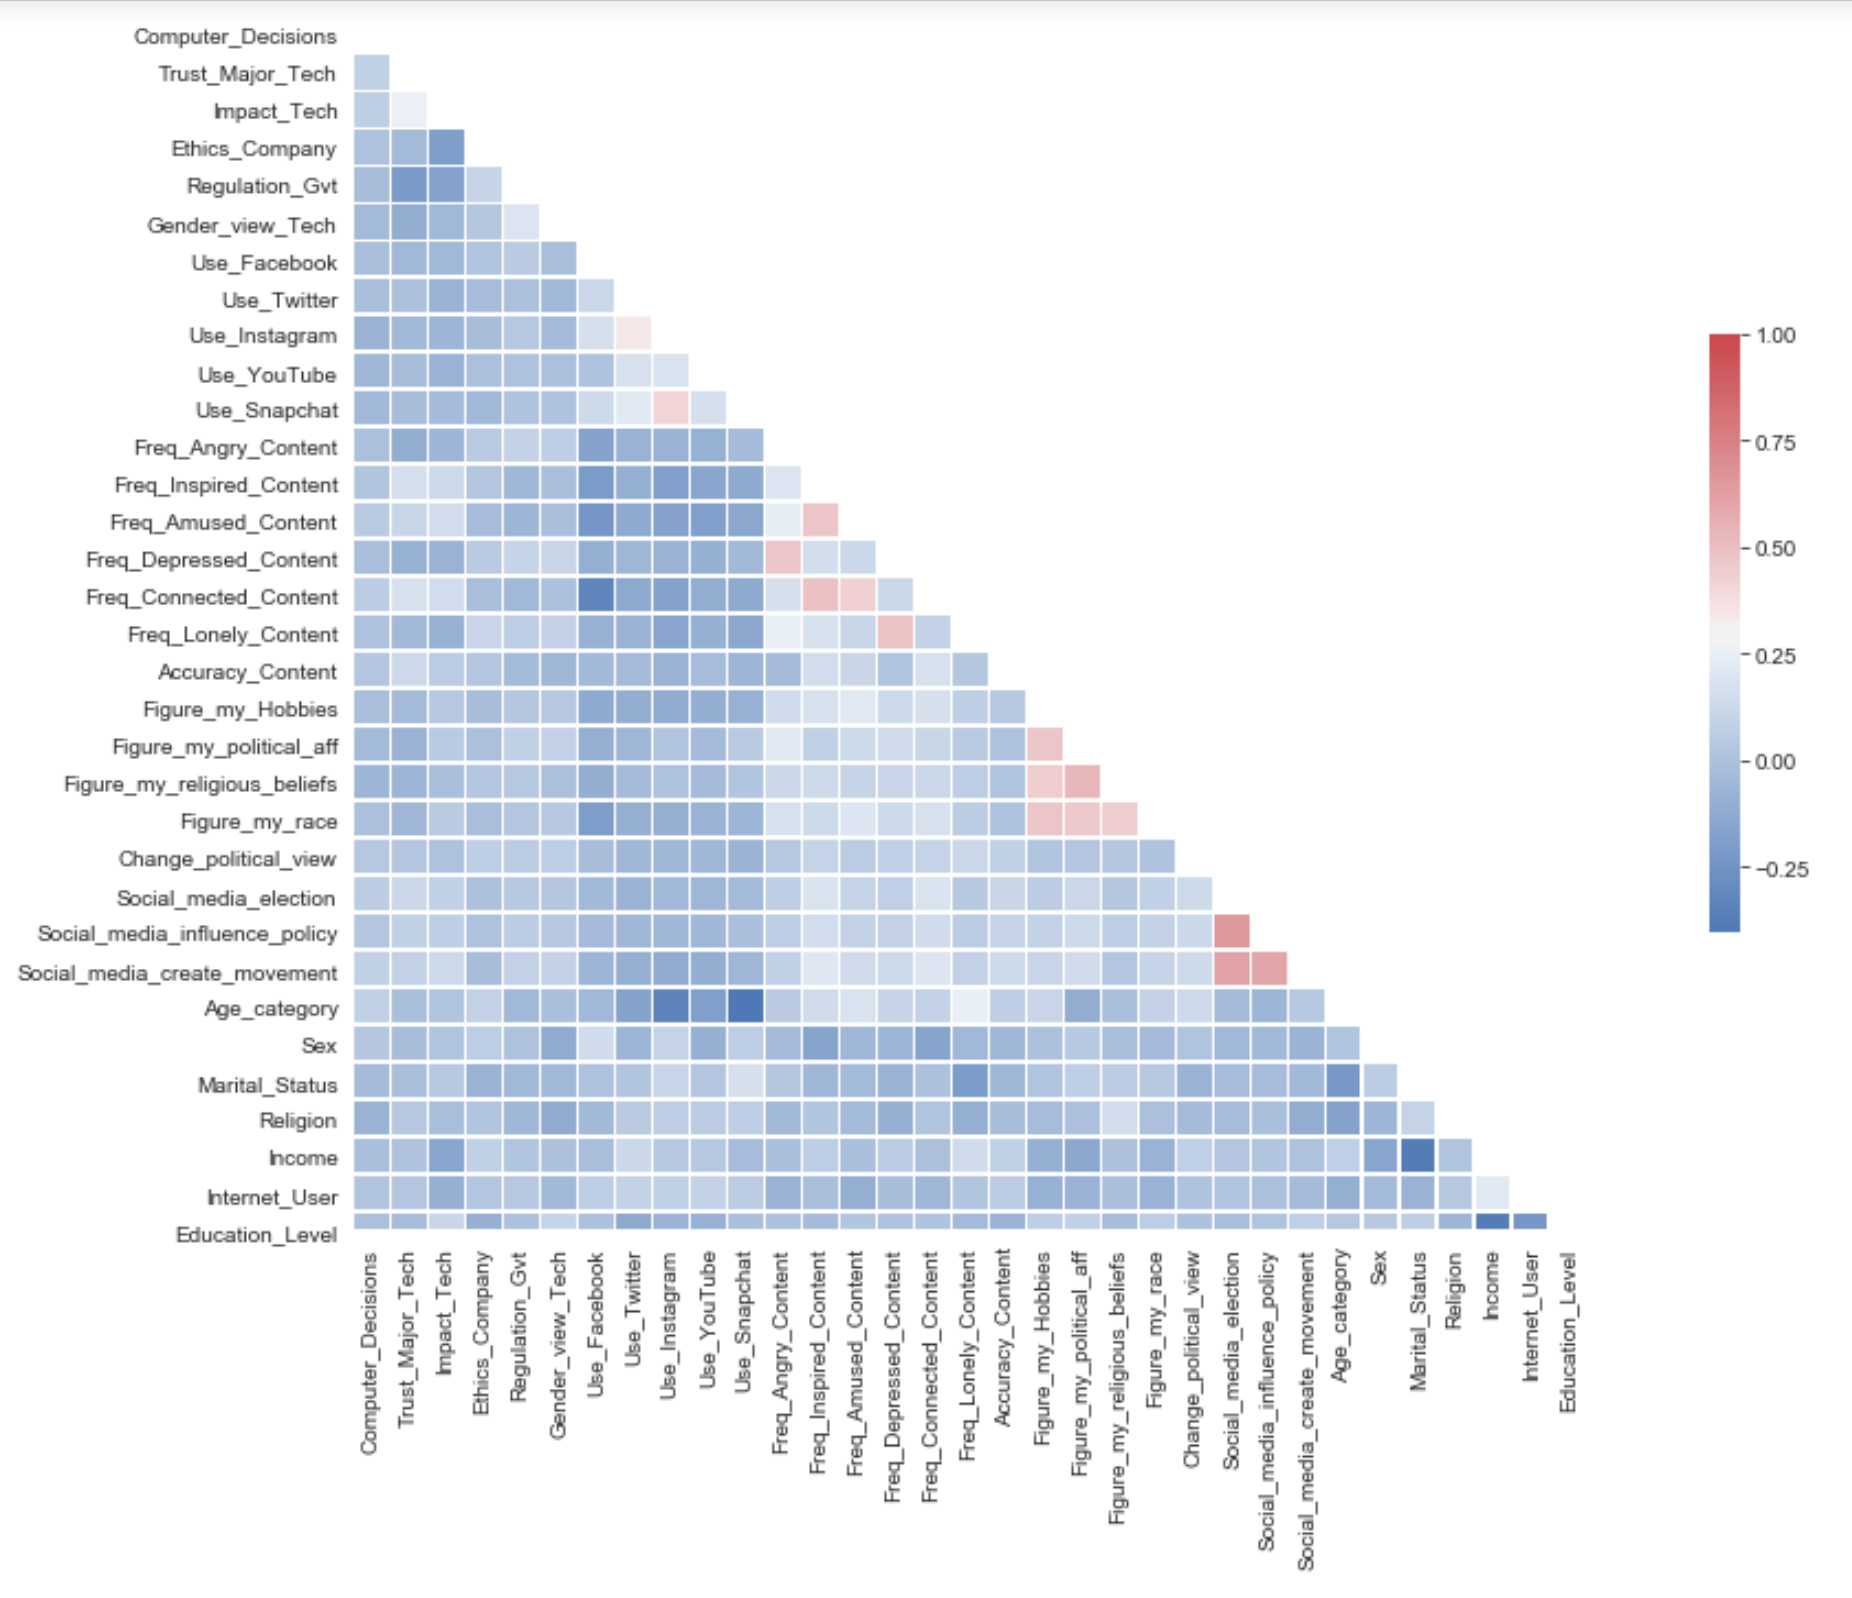 Computer_Decisions
Trust_Major_Tech
Impact_Tech
Ethics_Company
Regulation_Gvt
Gender_view_Tech
Use_Facebook
Use_Twitter
Use_Instagram
Use_YouTube
Use_Snapchat
Freq_Angry_Content
Freq_Inspired_Content
Freq_Amused_Content
Freq_Depressed_Content
Freq_Connected_Content
Freq_Lonely_Content
Accuracy_Content
Figure_my_Hobbies
Figure_my_political_aff
Figure_my_religious_beliefs
Figure_my_race
Change_political_view
Social_media_election
Social_media_influence_policy
Social_media_create_movement
Age_category
Sex
Marital_Status
Religion
Income
Internet_User
Education_Level
Computer_Decisions
Trust_Major_Tech
Impact_Tech
Ethics_Company
Regulation_Gvt
Gender_view_Tech
Use_Facebook
Use_Twitter
Use_Instagram
Use_YouTube
Use_Snapchat
Freq_Angry_Content
Freq_Inspired_Content
Freq_Amused_Content
Freq_Depressed_Content
Freq_Connected_Content
Freq_Lonely_Content
Accuracy_Content
Figure_my_Hobbies
Figure_my_political_aff
Figure_my_religious_beliefs
Figure_my_race
Change_political_view
Social_media_election
Social_media_influence_policy
Social_media_create_movement
Age_category
Sex
Marital_Status
Religion
Income
Internet_User
Education_Level
1.00
0.75
0.50
0.25
0.00
−0.25